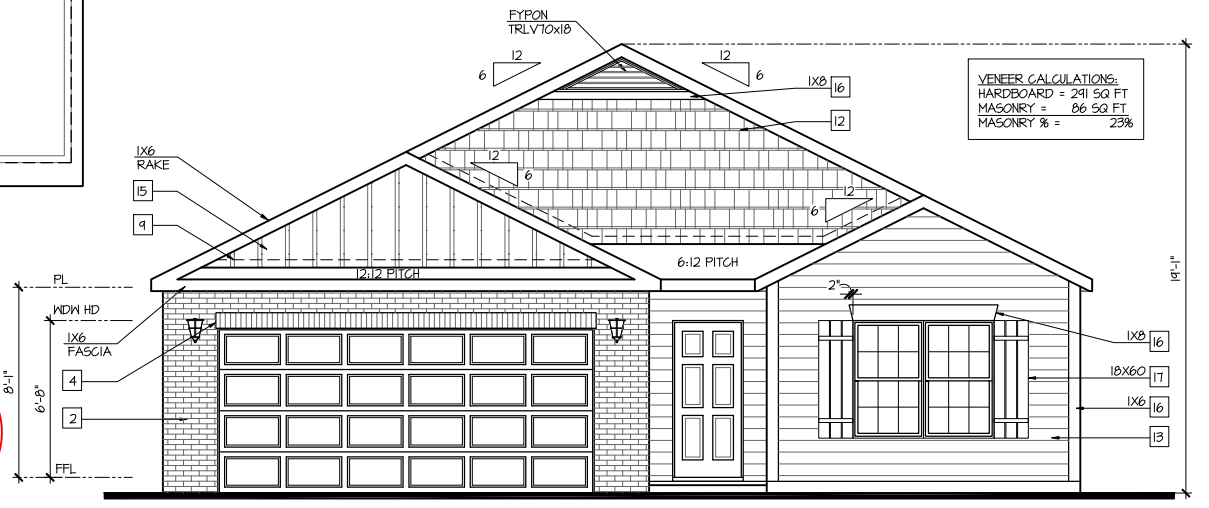 FYPON
TRLV70x18
12
6
12
6
1X8 16
12
VENEER CALCULATIONS:
HARDBOARD = 291 SQ FT
MASONRY = 86 SQ FT
MASONRY % = 23%
1X6
RAKE
15
9
12
6
12
6
6:12 PITCH
12:12 PITCH
19'-1"
PL
WDW HD
2"
1X6
FASCIA
4
2
8'-1"
6'-8"
FFL
1X8 16
18X60 17
1X6 16
13